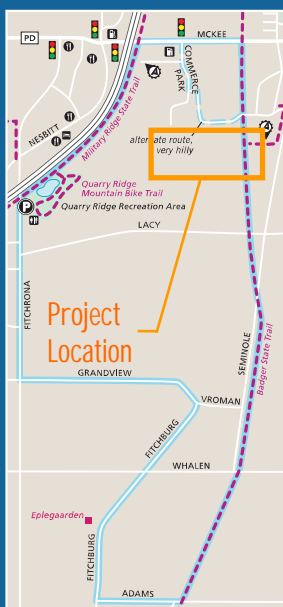 PD
MCKEE
COMMERCE
PARK
NESBITT
Military Ridge State Trail
alternate route,
very hilly
Quarry Ridge
Mountain Bike Trail
Quarry Ridge Recreation Area
P
LACY
FITCHRONA
Project
Location
SEMINOLE
Badger State Trail
GRANDVIEW
VROMAN
FITCHBURG
WHALEN
Eplegaarden
FITCHBURG
ADAMS